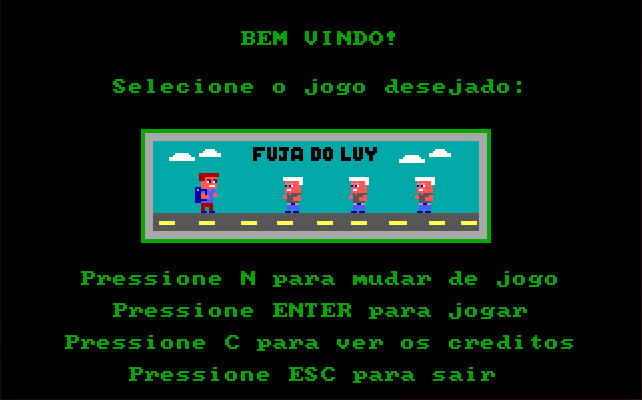 BEM VINDO!
Selecione o jogo desejado:
FUJA DO LUY
Pressione N para mudar de jogo
Pressione ENTER para jogar
Pressione C para ver os creditos
Pressione ESC para sair